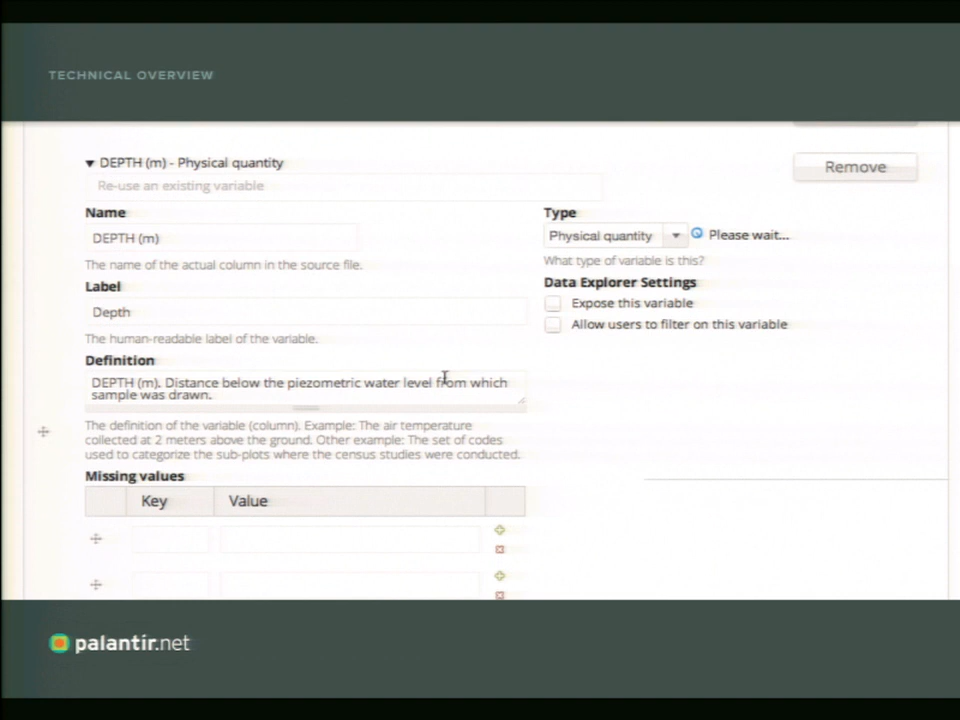 TECHNICAL OVERVIEW
DEPTH (m) - Physical quantity
Remove
Re-use an existing variable
Name
Type
DEPTH (m)
Physical quantity
Please wait...
The name of the actual column in the source file.
What type of variable is this?
Label
Data Explorer Settings
Depth
Expose this variable
Allow users to filter on this variable
The human-readable label of the variable.
Definition
DEPTH (m). Distance below the piezometric water level from which
sample was drawn.
The definition of the variable (column). Example: The air temperature
collected at 2 meters above the ground. Other example: The set of codes
used to categorize the sub-plots where the census studies were conducted.
Missing values
Key Value
palantir.net